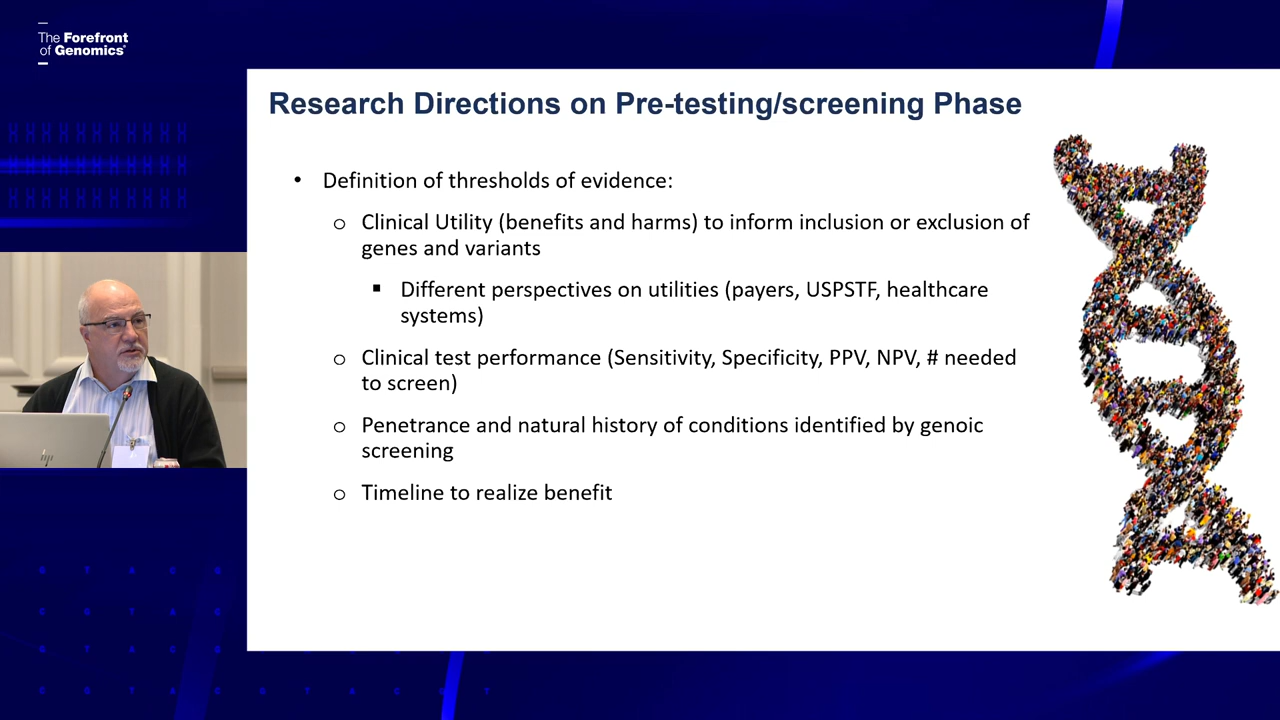 The Forefront
of Genomics®
Research Directions on Pre-testing/screening Phase
• Definition of thresholds of evidence:
o Clinical Utility (benefits and harms) to inform inclusion or exclusion of
genes and variants
▪ Different perspectives on utilities (payers, USPSTF, healthcare
systems)
o Clinical test performance (Sensitivity, Specificity, PPV, NPV, # needed
to screen)
o Penetrance and natural history of conditions identified by genoic
screening
o Timeline to realize benefit
hp